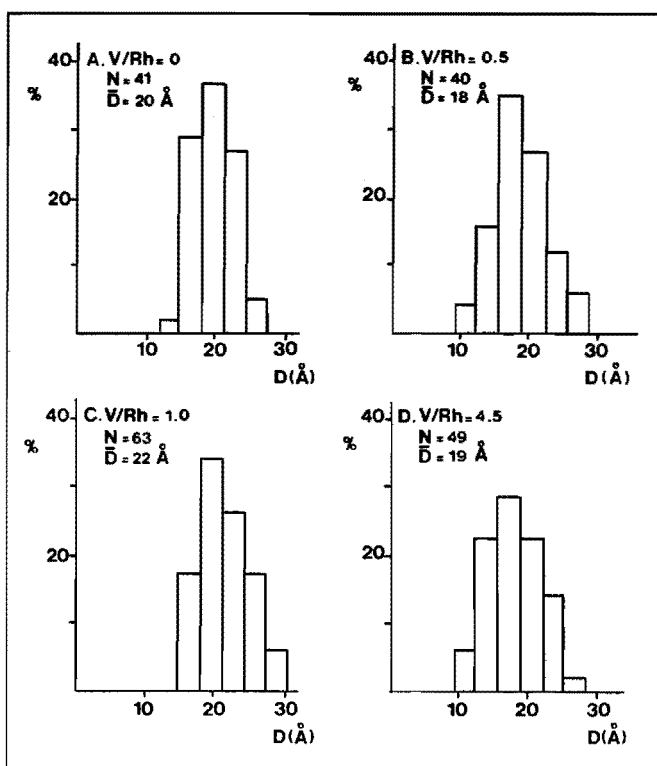 A. V/Rh = 0
N = 41
D̅ = 20 Å
40
%
20
10 20 30
D(Å)
B. V/Rh = 0.5
N = 40
D̅ = 18 Å
40
%
20
10 20 30
D(Å)
C. V/Rh = 1.0
N = 63
D̅ = 22 Å
40
%
20
10 20 30
D(Å)
D. V/Rh = 4.5
N = 49
D̅ = 19 Å
40
%
20
10 20 30
D(Å)